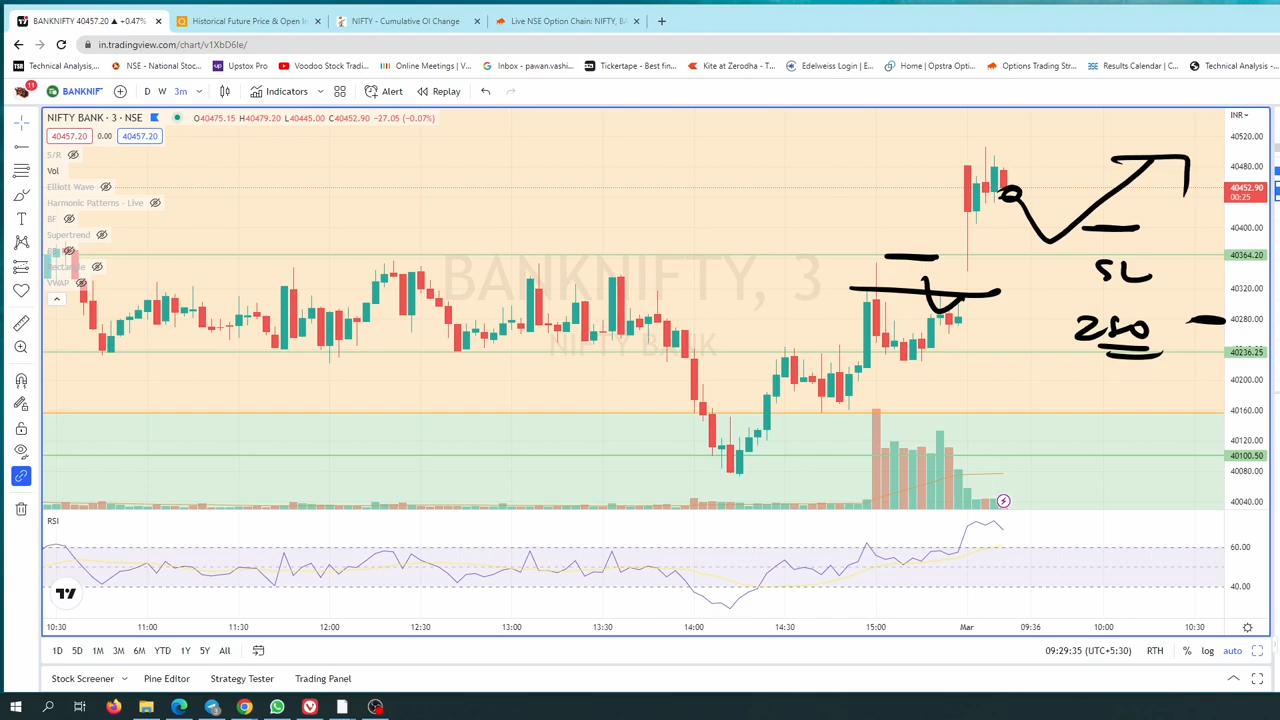 BANKNIFTY 40457.20 ▲ +0.47%
Historical Future Price & Open In
NIFTY - Cumulative OI Change
Live NSE Option Chain: NIFTY, BA
in.tradingview.com/chart/v1XbD6le/
Technical Analysis,
NSE - National Stoc...
Upstox Pro
Voodoo Stock Tradi...
Online Meetings | V...
Inbox - pawan.vashi...
Tickertape - Best fin...
Kite at Zerodha - T...
Edelweiss Login | E...
Home | Opstra Optio...
Options Trading Str...
Results Calendar | C...
Technical Analysis,
11
BANKNIF
D W 3m
Indicators
Alert
Replay
NIFTY BANK · 3 · NSE
O40475.15 H40479.20 L40445.00 C40452.90 −27.05 (−0.07%)
INR
40457.20 0.00 40457.20
S/R
Vol
Elliott Wave
Harmonic Patterns - Live
BF
Supertrend
Rectangle
VWAP
BANKNIFTY, 3
NIFTY BANK
SL
250
40520.00
40480.00
40452.90
00:25
40400.00
40364.20
40320.00
40280.00
40236.25
40200.00
40160.00
40120.00
40100.50
40080.00
40040.00
RSI
60.00
40.00
10:30 11:00 11:30 12:00 12:30 13:00 13:30 14:00 14:30 15:00 Mar 09:36 10:00 10:30
1D 5D 1M 3M 6M YTD 1Y 5Y All
09:29:35 (UTC+5:30) RTH % log auto
Stock Screener
Pine Editor
Strategy Tester
Trading Panel